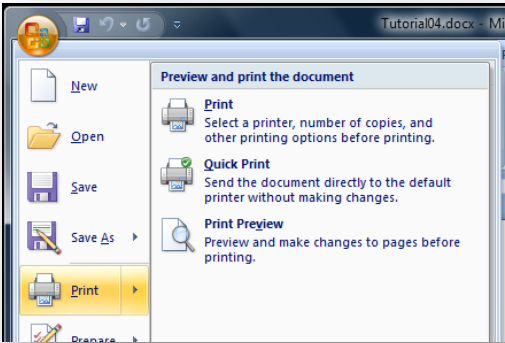 Tutorial04.docx - Mi
New
Open
Save
Save As
Print
Prepare
Preview and print the document
Print
Select a printer, number of copies, and
other printing options before printing.
Quick Print
Send the document directly to the default
printer without making changes.
Print Preview
Preview and make changes to pages before
printing.